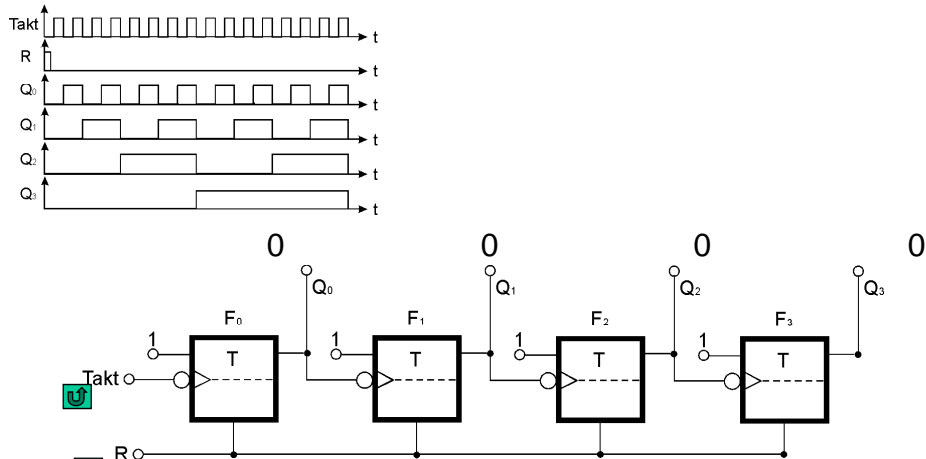 Takt t
R t
Q₀ t
Q₁ t
Q₂ t
Q₃ t
0 0 0 0
Q₀ Q₁ Q₂ Q₃
F₀ F₁ F₂ F₃
1 T 1 T 1 T 1 T
Takt
R